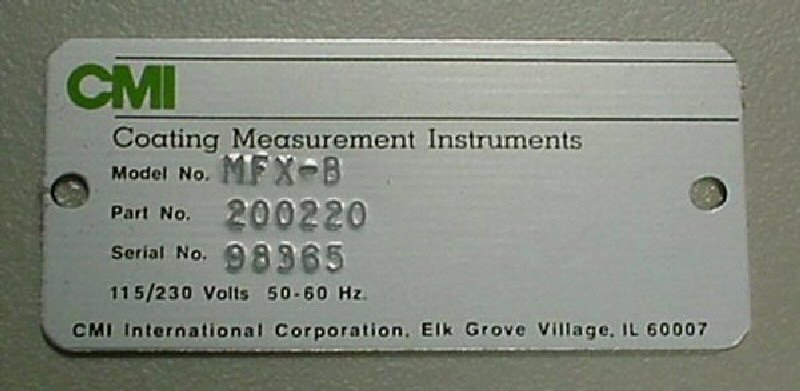 CMI
Coating Measurement Instruments
Model No. MFX-B
Part No. 200220
Serial No. 98365
115/230 Volts 50-60 Hz.
CMI International Corporation, Elk Grove Village, IL 60007